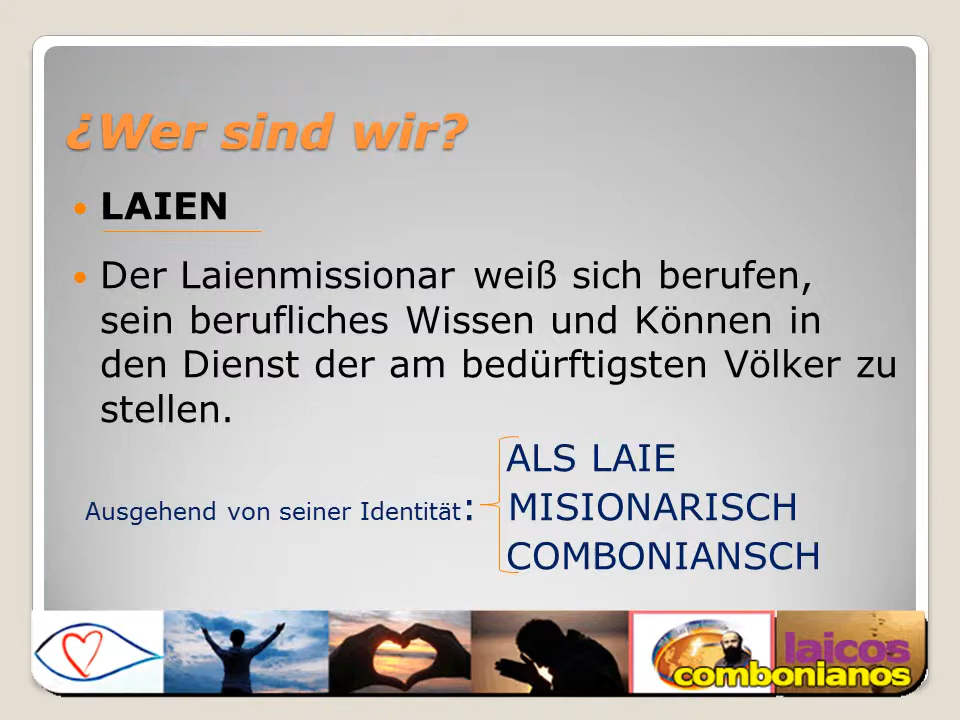 ¿Wer sind wir?
LAIEN
Der Laienmissionar weiß sich berufen,
sein berufliches Wissen und Können in
den Dienst der am bedürftigsten Völker zu
stellen.
ALS LAIE
Ausgehend von seiner Identität: MISIONARISCH
COMBONIANSCH
laicos
combonianos